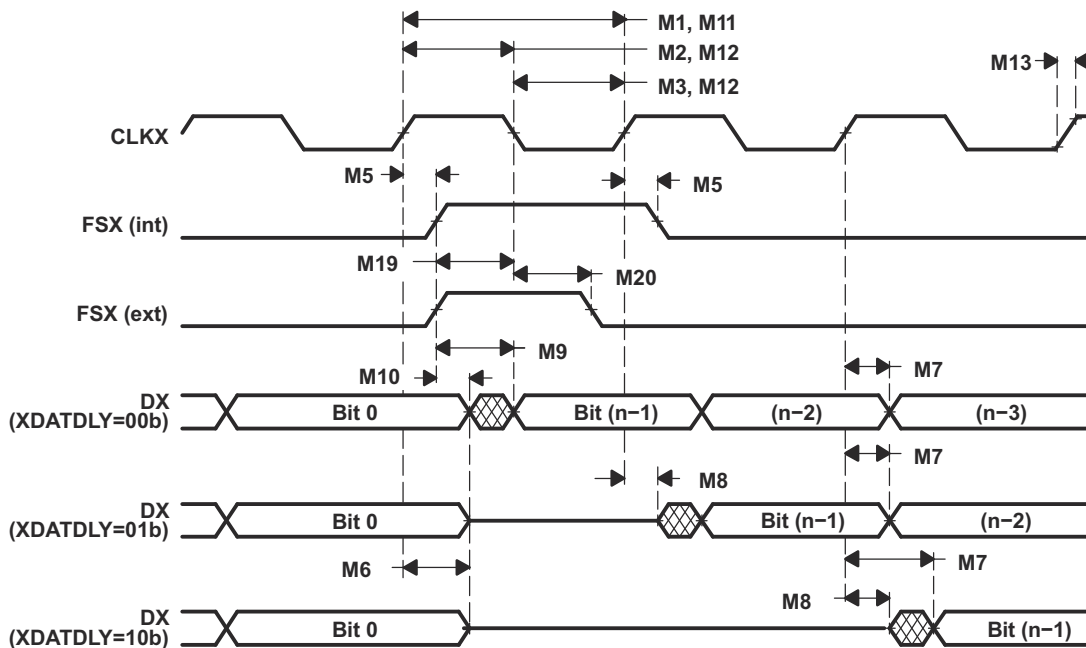 M1, M11
M2, M12
M13
M3, M12
CLKX
M5
M5
FSX (int)
M19
M20
FSX (ext)
M9
M10
M7
DX
(XDATDLY=00b)
Bit 0
Bit (n−1)
(n−2)
(n−3)
M7
M8
DX
(XDATDLY=01b)
Bit 0
Bit (n−1)
(n−2)
M6
M7
M8
DX
(XDATDLY=10b)
Bit 0
Bit (n−1)